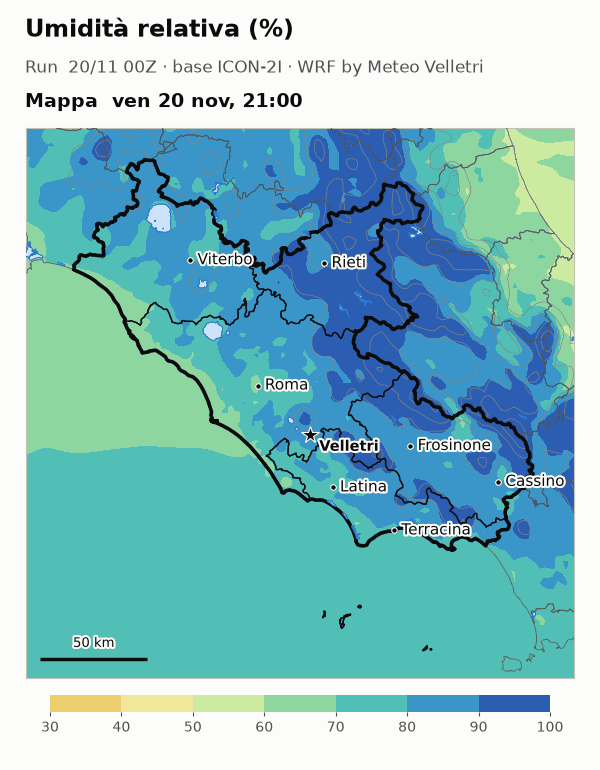 Umidità relativa (%)
Run  20/11 00Z · base ICON-2I · WRF by Meteo Velletri
Mappa  ven 20 nov, 21:00
Viterbo
Rieti
Roma
Velletri
Frosinone
Latina
Cassino
Terracina
50 km
30 40 50 60 70 80 90 100